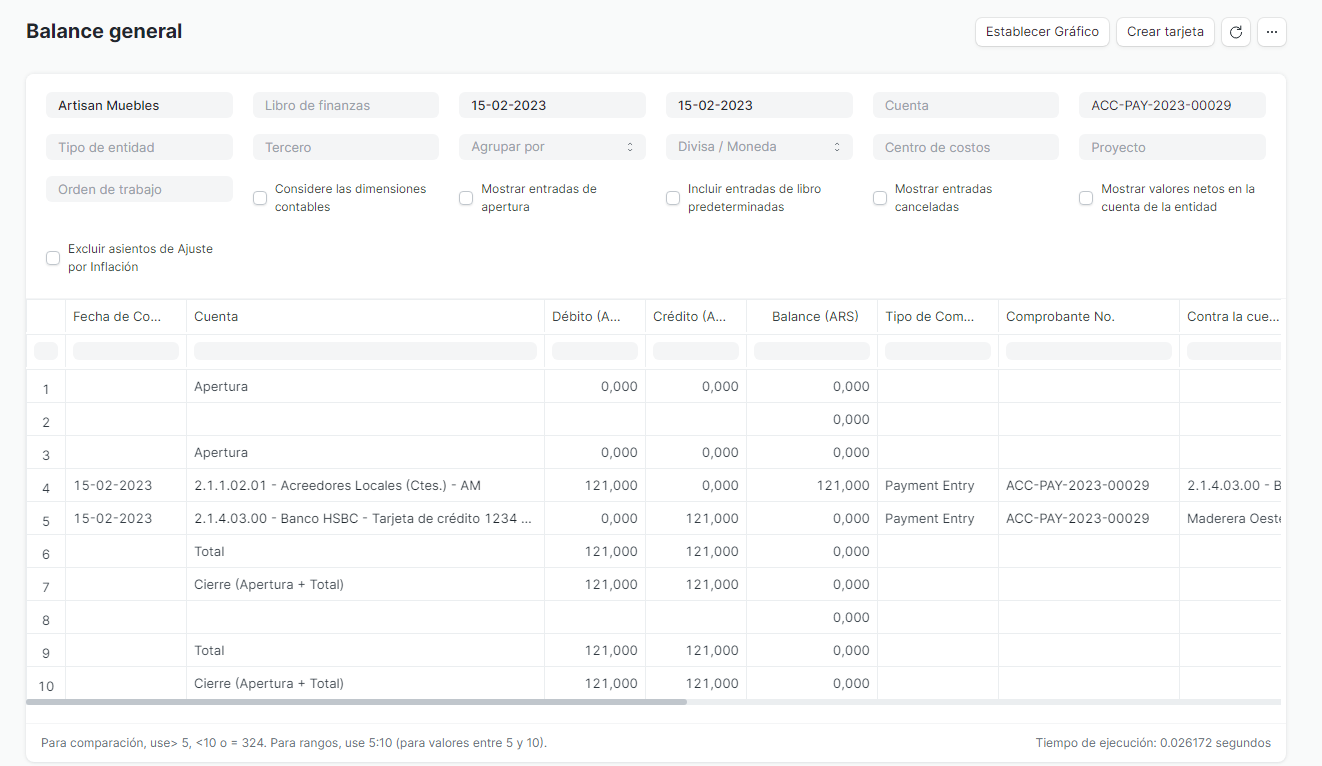 Balance general
Establecer Gráfico
Crear tarjeta
...
Artisan Muebles
Libro de finanzas
15-02-2023
15-02-2023
Cuenta
ACC-PAY-2023-00029
Tipo de entidad
Tercero
Agrupar por
Divisa / Moneda
Centro de costos
Proyecto
Orden de trabajo
Considere las dimensiones
contables
Mostrar entradas de
apertura
Incluir entradas de libro
predeterminadas
Mostrar entradas
canceladas
Mostrar valores netos en la
cuenta de la entidad
Excluir asientos de Ajuste
por Inflación
Fecha de Co... Cuenta Débito (A... Crédito (A... Balance (ARS) Tipo de Com... Comprobante No. Contra la cue...
1 Apertura 0,000 0,000 0,000
2 0,000
3 Apertura 0,000 0,000 0,000
4 15-02-2023 2.1.1.02.01 - Acreedores Locales (Ctes.) - AM 121,000 0,000 121,000 Payment Entry ACC-PAY-2023-00029 2.1.4.03.00 - B
5 15-02-2023 2.1.4.03.00 - Banco HSBC - Tarjeta de crédito 1234 ... 0,000 121,000 0,000 Payment Entry ACC-PAY-2023-00029 Maderera Oeste
6 Total 121,000 121,000 0,000
7 Cierre (Apertura + Total) 121,000 121,000 0,000
8 0,000
9 Total 121,000 121,000 0,000
10 Cierre (Apertura + Total) 121,000 121,000 0,000
Para comparación, use> 5, <10 o = 324. Para rangos, use 5:10 (para valores entre 5 y 10).
Tiempo de ejecución: 0.026172 segundos